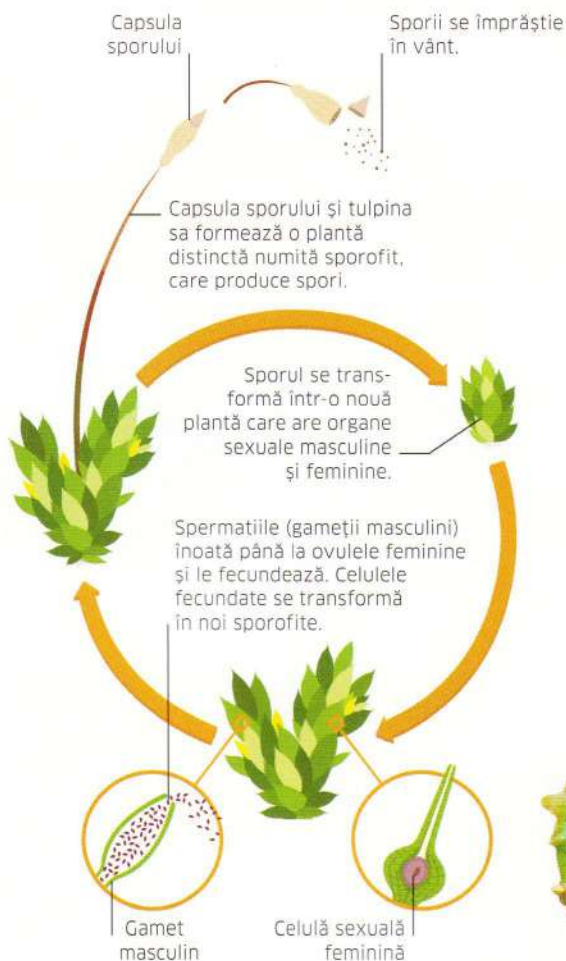 Capsula
sporului
Sporii se împrăștie
în vânt.
Capsula sporului și tulpina
sa formează o plantă
distinctă numită sporofit,
care produce spori.
Sporul se trans-
formă într-o nouă
plantă care are organe
sexuale masculine
și feminine.
Spermatiile (gameții masculini)
înoată până la ovulele feminine
și le fecundează. Celulele
fecundate se transformă
în noi sporofite.
Gamet
masculin
Celulă sexuală
feminină